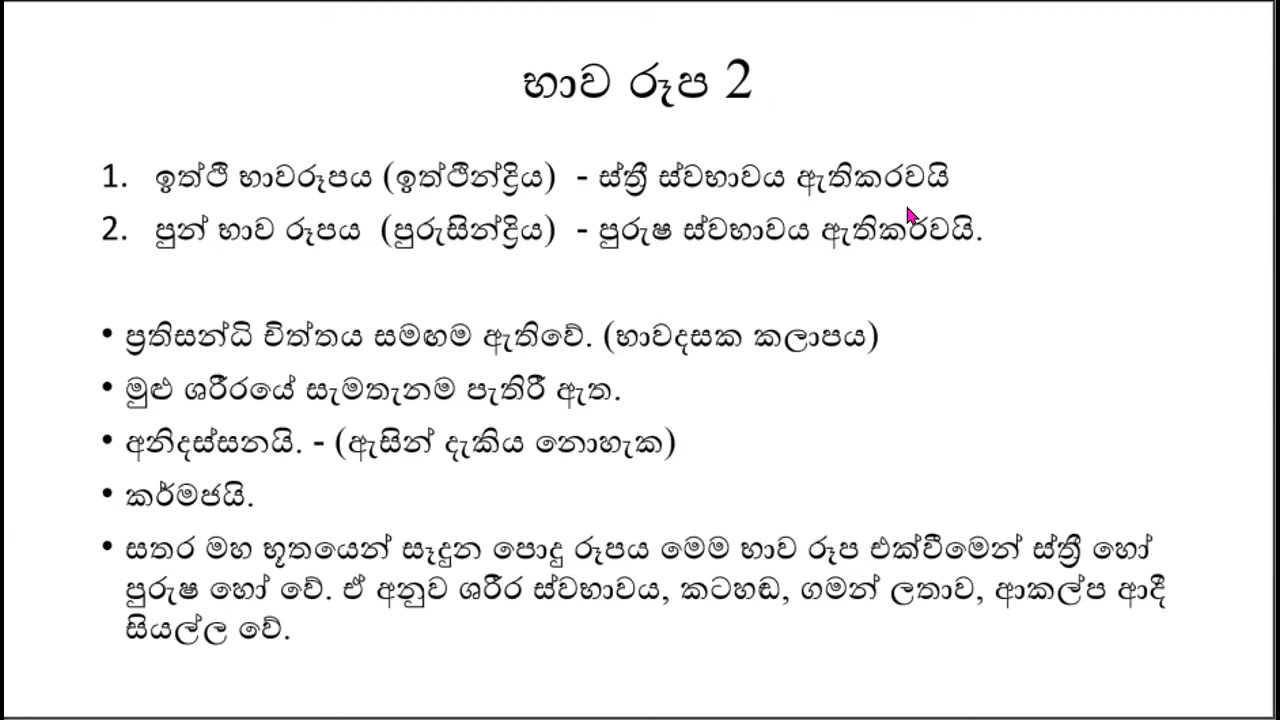 භාව රූප 2
1. ඉත්ථි භාවරූපය (ඉත්ථින්ද්‍රිය) - ස්ත්‍රී ස්වභාවය ඇතිකරවයි
2. පුන් භාව රූපය (පුරුසින්ද්‍රිය) - පුරුෂ ස්වභාවය ඇතිකරවයි.
• ප්‍රතිසන්ධි චිත්තය සමඟම ඇතිවේ. (භාවදසක කලාපය)
• මුළු ශරීරයේ සැමතැනම පැතිරී ඇත.
• අනිදස්සනයි. - (ඇසින් දැකිය නොහැක)
• කර්මජයි.
• සතර මහ භූතයෙන් සෑදුන පොදු රූපය මෙම භාව රූප එක්වීමෙන් ස්ත්‍රී හෝ
පුරුෂ හෝ වේ. ඒ අනුව ශරීර ස්වභාවය, කටහඬ, ගමන් ලතාව, ආකල්ප ආදී
සියල්ල වේ.